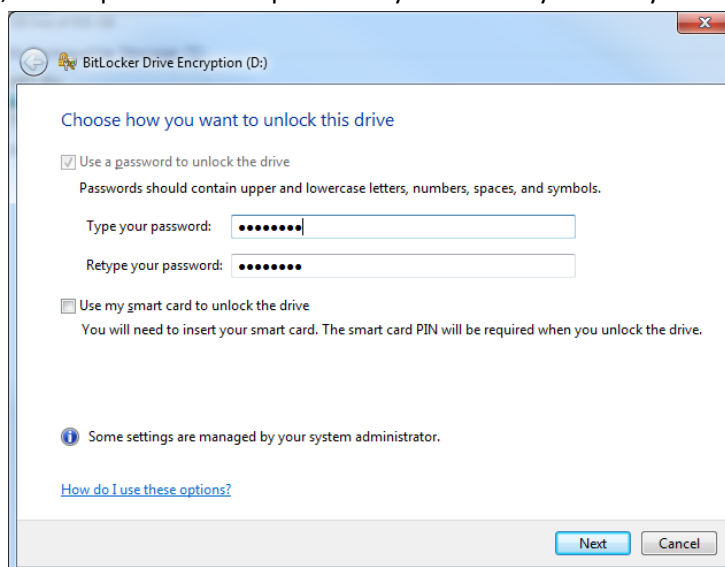 BitLocker Drive Encryption (D:)
Choose how you want to unlock this drive
Use a password to unlock the drive
Passwords should contain upper and lowercase letters, numbers, spaces, and symbols.
Type your password: ●●●●●●●●
Retype your password: ●●●●●●●●
Use my smart card to unlock the drive
You will need to insert your smart card. The smart card PIN will be required when you unlock the drive.
Some settings are managed by your system administrator.
How do I use these options?
Next Cancel